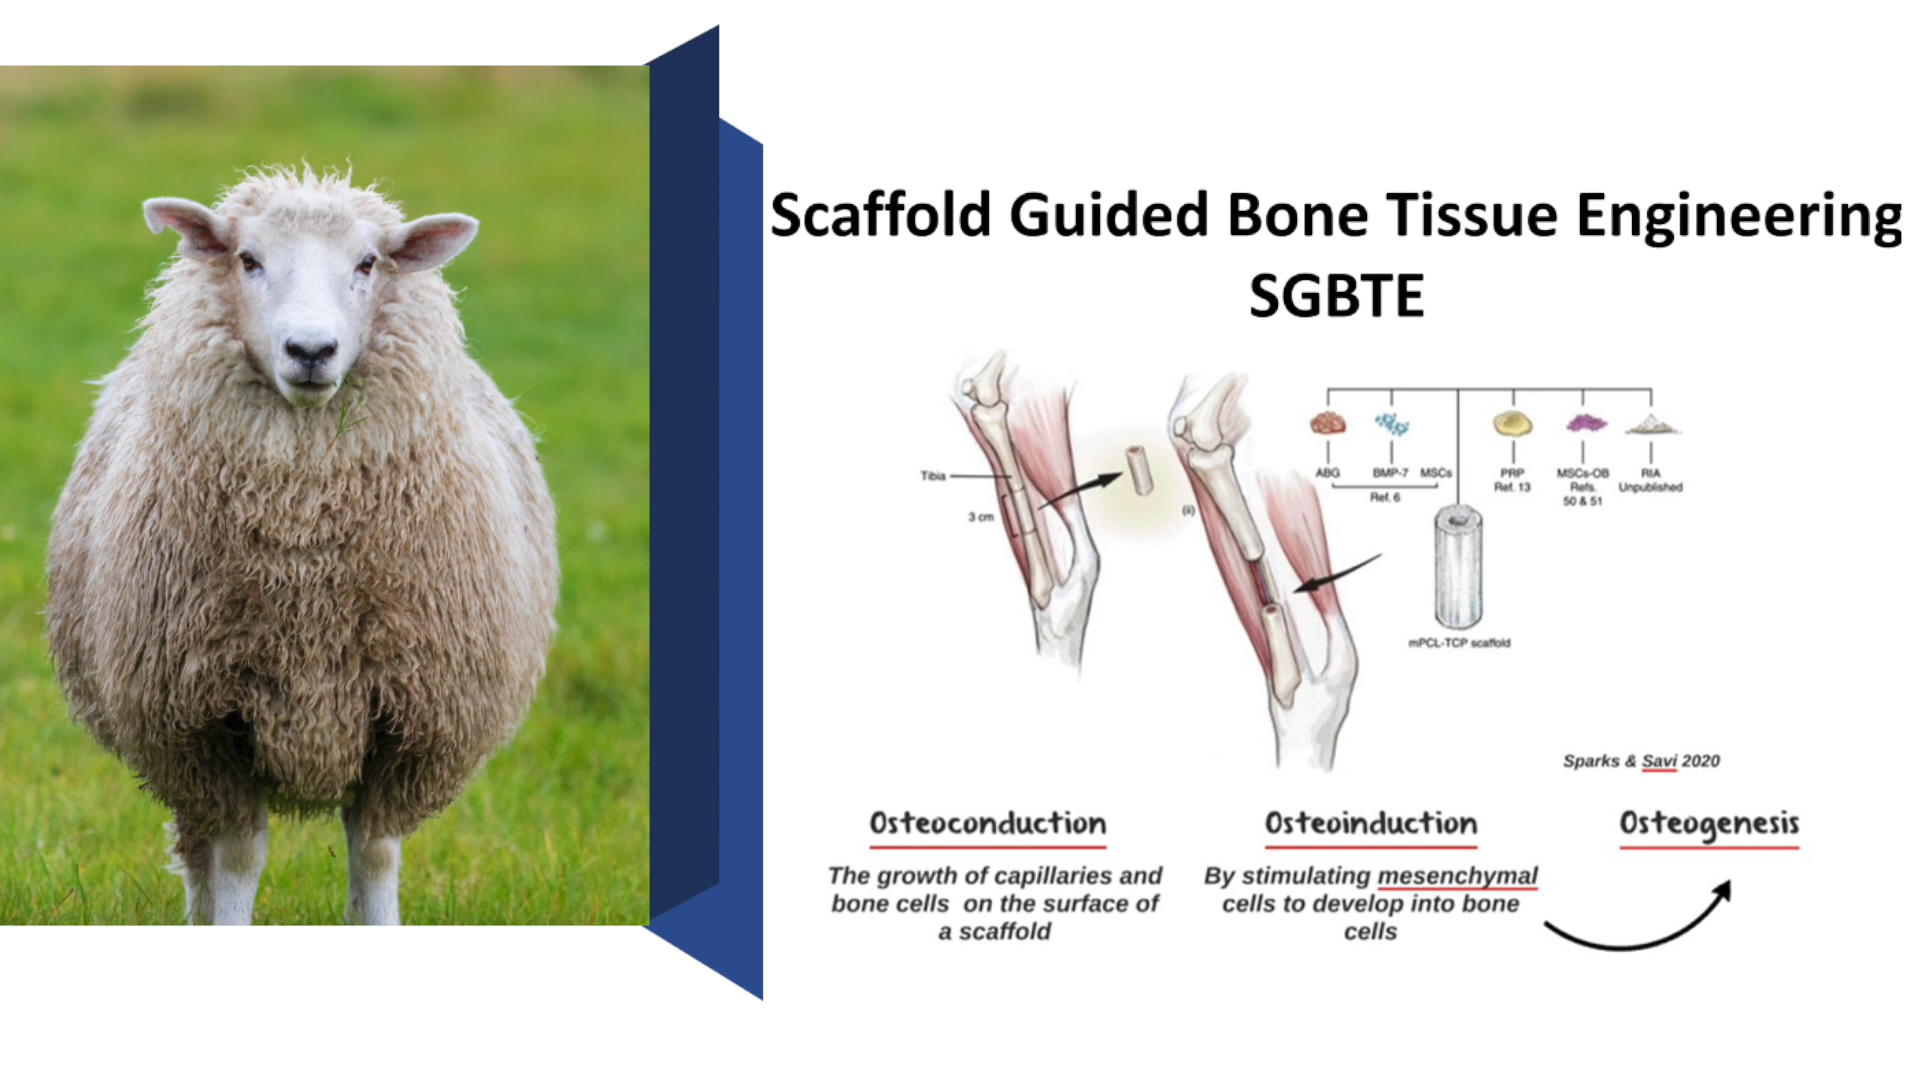 Scaffold Guided Bone Tissue Engineering
SGBTE
Tibia
3 cm
(ii)
ABG
BMP-7
MSCs
Ref. 6
PRP
Ref. 13
MSCs-OB
Refs.
50 & 51
RIA
Unpublished
mPCL-TCP scaffold
Sparks & Savi 2020
Osteoconduction
The growth of capillaries and
bone cells on the surface of
a scaffold
Osteoinduction
By stimulating mesenchymal
cells to develop into bone
cells
Osteogenesis